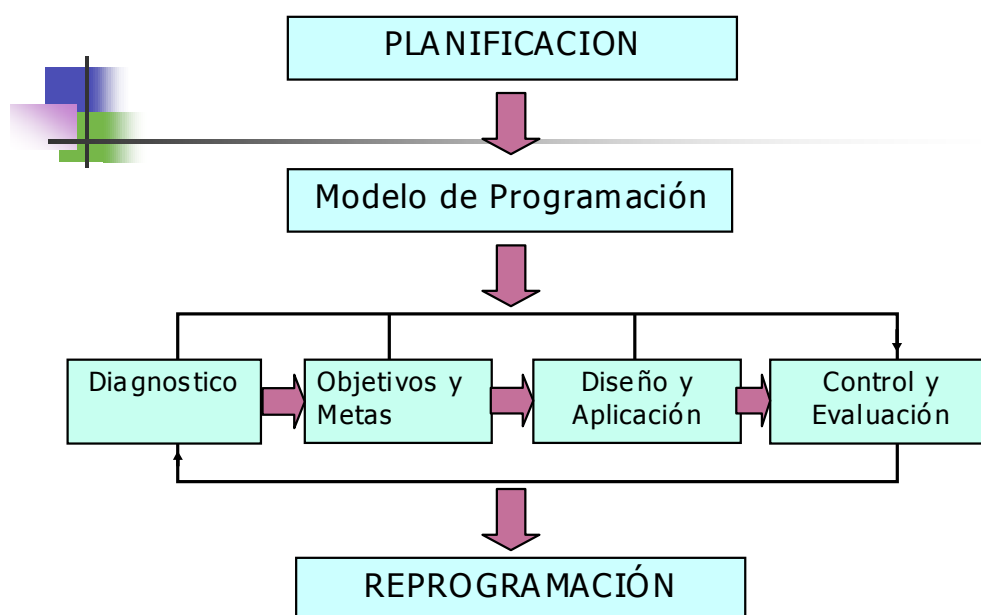 PLANIFICACION
Modelo de Programación
Diagnostico
Objetivos y
Metas
Diseño y
Aplicación
Control y
Evaluación
REPROGRAMACIÓN